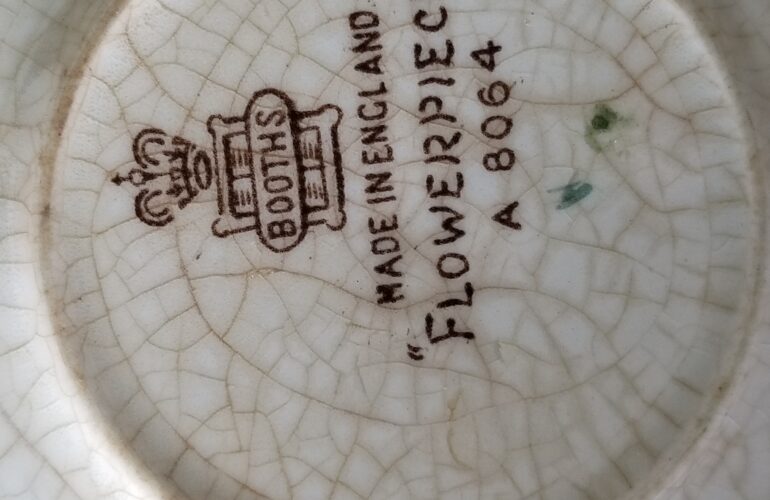 BOOTHS
MADE IN ENGLAND
"FLOWERPIEC
A 8064